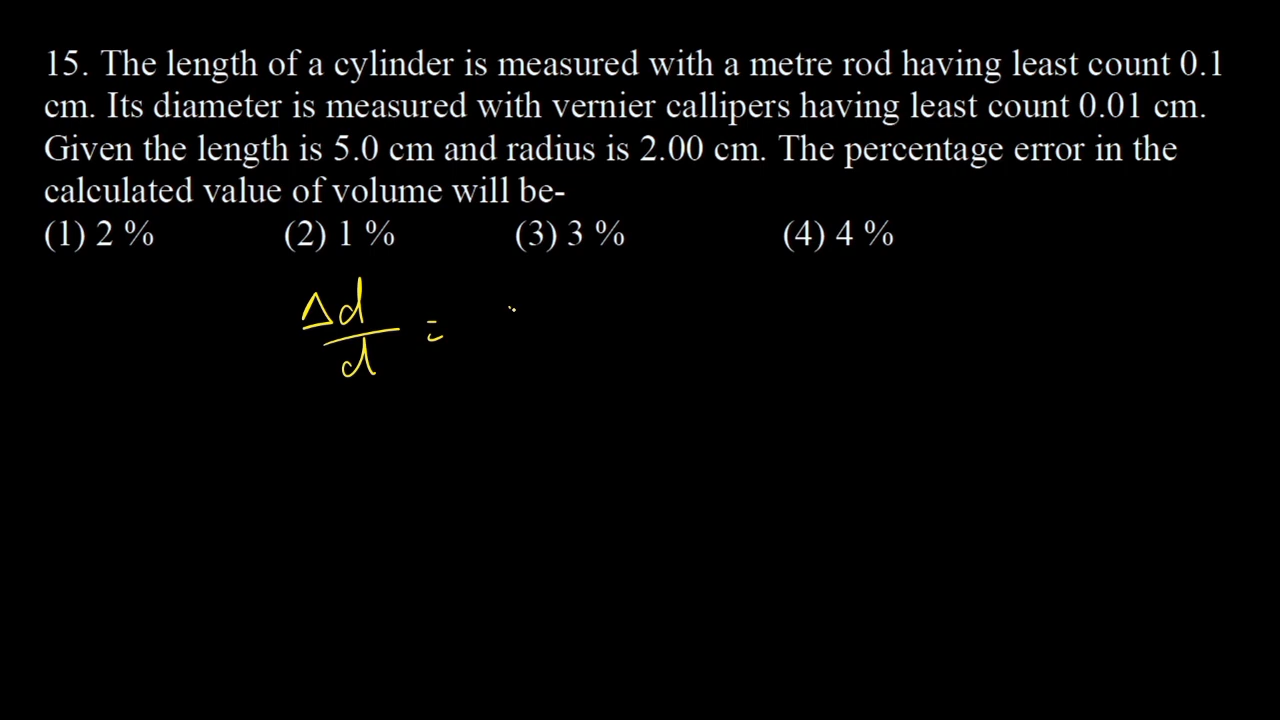 15. The length of a cylinder is measured with a metre rod having least count 0.1
cm. Its diameter is measured with vernier callipers having least count 0.01 cm.
Given the length is 5.0 cm and radius is 2.00 cm. The percentage error in the
calculated value of volume will be-
(1) 2 % (2) 1 % (3) 3 % (4) 4 %
Δd
d =